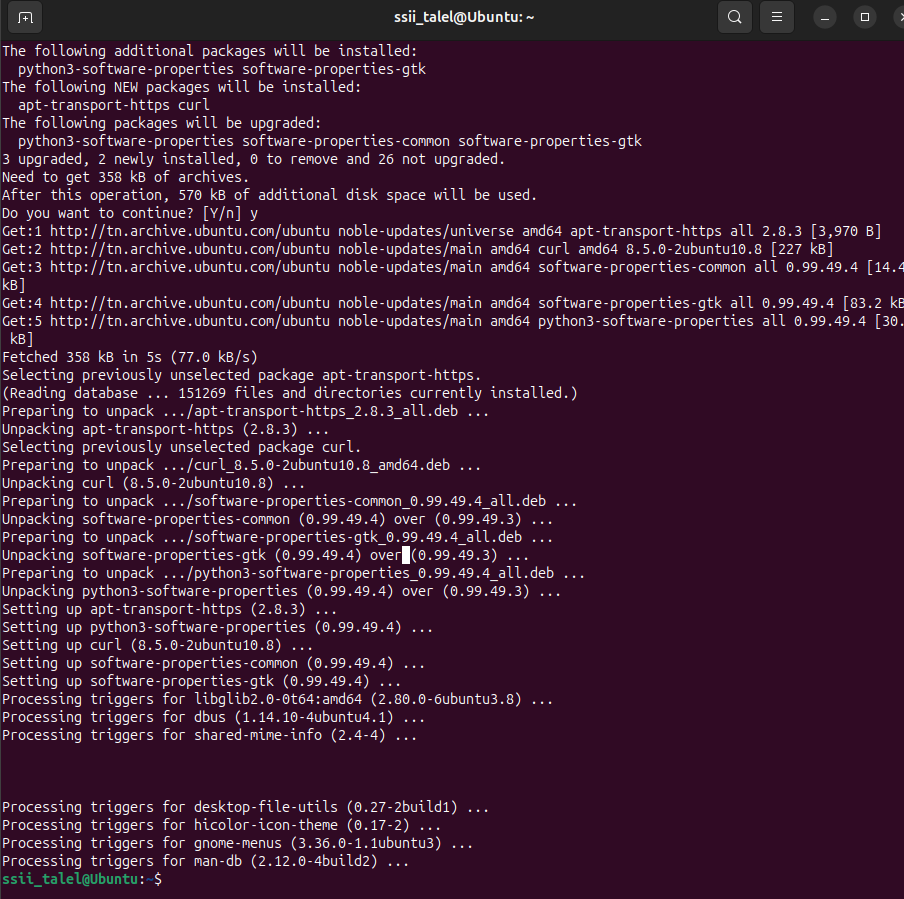 ssii_talel@Ubuntu: ~
The following additional packages will be installed:
  python3-software-properties software-properties-gtk
The following NEW packages will be installed:
  apt-transport-https curl
The following packages will be upgraded:
  python3-software-properties software-properties-common software-properties-gtk
3 upgraded, 2 newly installed, 0 to remove and 26 not upgraded.
Need to get 358 kB of archives.
After this operation, 570 kB of additional disk space will be used.
Do you want to continue? [Y/n] y
Get:1 http://tn.archive.ubuntu.com/ubuntu noble-updates/universe amd64 apt-transport-https all 2.8.3 [3,970 B]
Get:2 http://tn.archive.ubuntu.com/ubuntu noble-updates/main amd64 curl amd64 8.5.0-2ubuntu10.8 [227 kB]
Get:3 http://tn.archive.ubuntu.com/ubuntu noble-updates/main amd64 software-properties-common all 0.99.49.4 [14.4
kB]
Get:4 http://tn.archive.ubuntu.com/ubuntu noble-updates/main amd64 software-properties-gtk all 0.99.49.4 [83.2 kB
Get:5 http://tn.archive.ubuntu.com/ubuntu noble-updates/main amd64 python3-software-properties all 0.99.49.4 [30.
 kB]
Fetched 358 kB in 5s (77.0 kB/s)
Selecting previously unselected package apt-transport-https.
(Reading database ... 151269 files and directories currently installed.)
Preparing to unpack .../apt-transport-https_2.8.3_all.deb ...
Unpacking apt-transport-https (2.8.3) ...
Selecting previously unselected package curl.
Preparing to unpack .../curl_8.5.0-2ubuntu10.8_amd64.deb ...
Unpacking curl (8.5.0-2ubuntu10.8) ...
Preparing to unpack .../software-properties-common_0.99.49.4_all.deb ...
Unpacking software-properties-common (0.99.49.4) over (0.99.49.3) ...
Preparing to unpack .../software-properties-gtk_0.99.49.4_all.deb ...
Unpacking software-properties-gtk (0.99.49.4) over (0.99.49.3) ...
Preparing to unpack .../python3-software-properties_0.99.49.4_all.deb ...
Unpacking python3-software-properties (0.99.49.4) over (0.99.49.3) ...
Setting up apt-transport-https (2.8.3) ...
Setting up python3-software-properties (0.99.49.4) ...
Setting up curl (8.5.0-2ubuntu10.8) ...
Setting up software-properties-common (0.99.49.4) ...
Setting up software-properties-gtk (0.99.49.4) ...
Processing triggers for libglib2.0-0t64:amd64 (2.80.0-6ubuntu3.8) ...
Processing triggers for dbus (1.14.10-4ubuntu4.1) ...
Processing triggers for shared-mime-info (2.4-4) ...
Processing triggers for desktop-file-utils (0.27-2build1) ...
Processing triggers for hicolor-icon-theme (0.17-2) ...
Processing triggers for gnome-menus (3.36.0-1.1ubuntu3) ...
Processing triggers for man-db (2.12.0-4build2) ...
ssii_talel@Ubuntu:~$